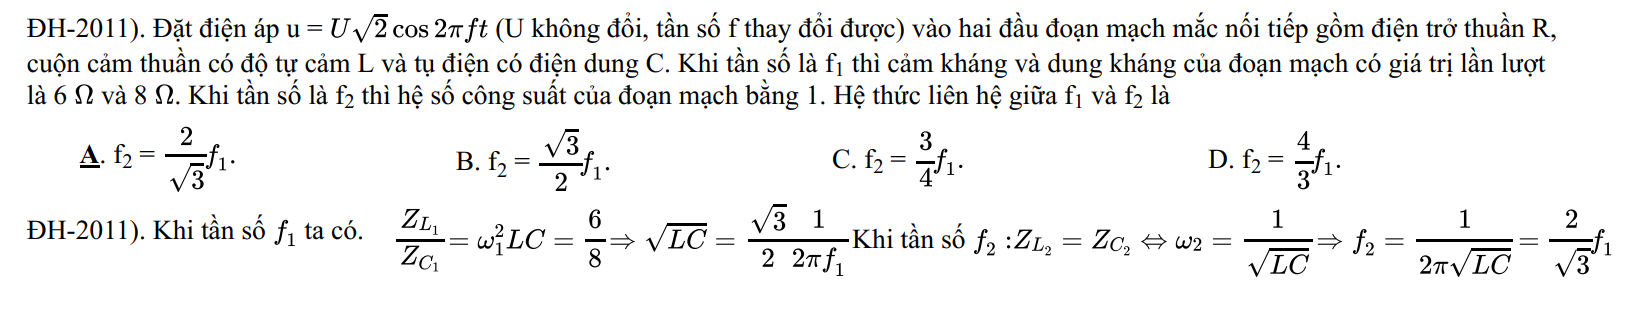 ĐH-2011). Đặt điện áp u = $U\sqrt{2}\cos 2\pi ft$ (U không đổi, tần số f thay đổi được) vào hai đầu đoạn mạch mắc nối tiếp gồm điện trở thuần R,
cuộn cảm thuần có độ tự cảm L và tụ điện có điện dung C. Khi tần số là f₁ thì cảm kháng và dung kháng của đoạn mạch có giá trị lần lượt
là 6 Ω và 8 Ω. Khi tần số là f₂ thì hệ số công suất của đoạn mạch bằng 1. Hệ thức liên hệ giữa f₁ và f₂ là
A. f₂ = $\frac{2}{\sqrt{3}}f_1$. B. f₂ = $\frac{\sqrt{3}}{2}f_1$. C. f₂ = $\frac{3}{4}f_1$. D. f₂ = $\frac{4}{3}f_1$.
ĐH-2011). Khi tần số $f_1$ ta có. $\frac{Z_{L_1}}{Z_{C_1}} = \omega_1^2 LC = \frac{6}{8} \Rightarrow \sqrt{LC} = \frac{\sqrt{3}}{2}\frac{1}{2\pi f_1}$ Khi tần số $f_2 : Z_{L_2} = Z_{C_2} \Leftrightarrow \omega_2 = \frac{1}{\sqrt{LC}} \Rightarrow f_2 = \frac{1}{2\pi\sqrt{LC}} = \frac{2}{\sqrt{3}}f_1$